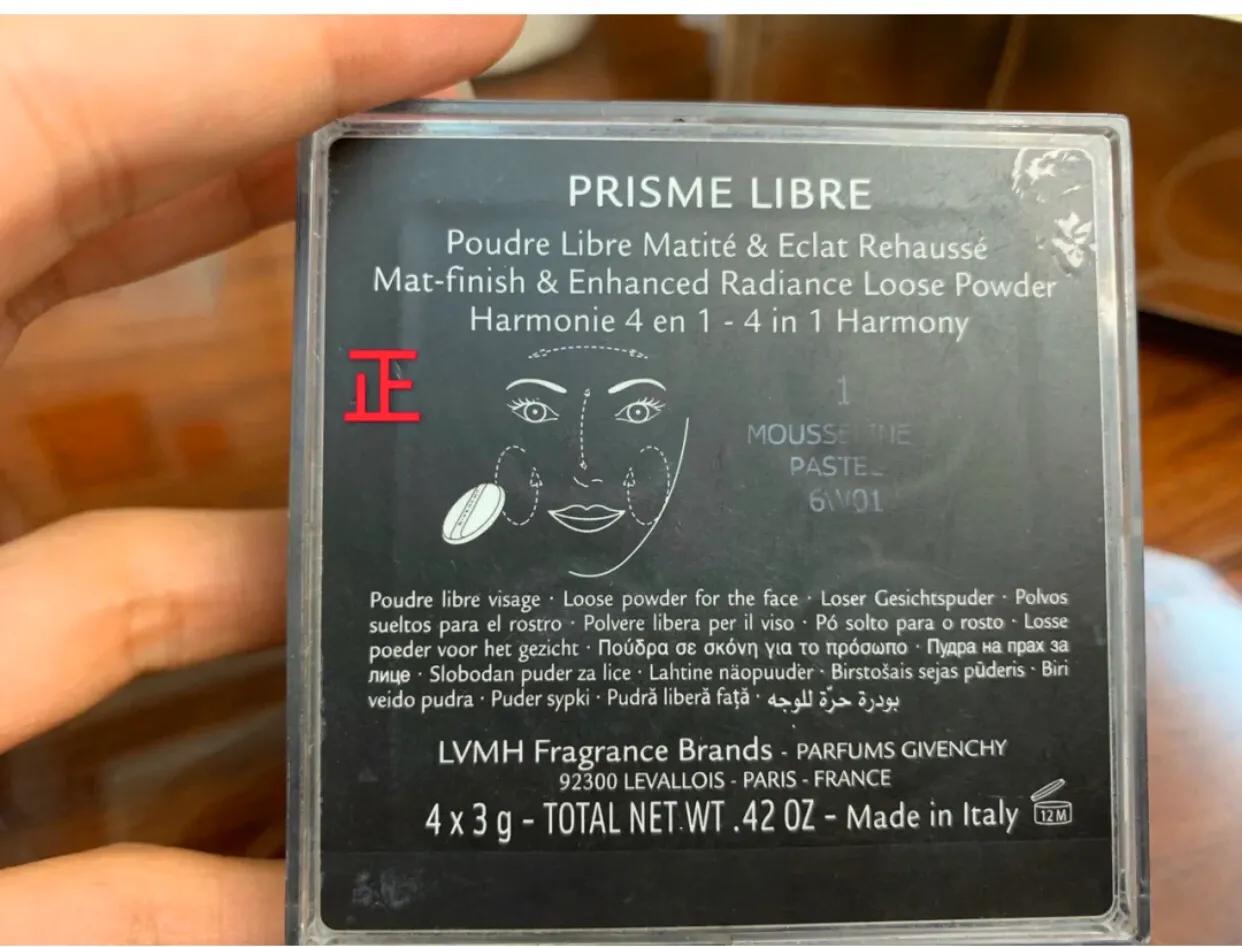 PRISME LIBRE
Poudre Libre Matité & Eclat Rehaussé
Mat-finish & Enhanced Radiance Loose Powder
Harmonie 4 en 1 - 4 in 1 Harmony
正
1
MOUSSELINE
PASTEL
6W01
Poudre libre visage · Loose powder for the face · Loser Gesichtspuder · Polvos
sueltos para el rostro · Polvere libera per il viso · Pó solto para o rosto · Losse
poeder voor het gezicht · Πούδρα σε σκόνη για το πρόσωπο · Пудра на прах за
лице · Slobodan puder za lice · Lahtine näopuuder · Birstošais sejas pūderis · Biri
veido pudra · Puder sypki · Pudră liberă față · بودرة حرّة للوجه
LVMH Fragrance Brands - PARFUMS GIVENCHY
92300 LEVALLOIS - PARIS - FRANCE
4 x 3 g - TOTAL NET WT .42 OZ - Made in Italy 12 M